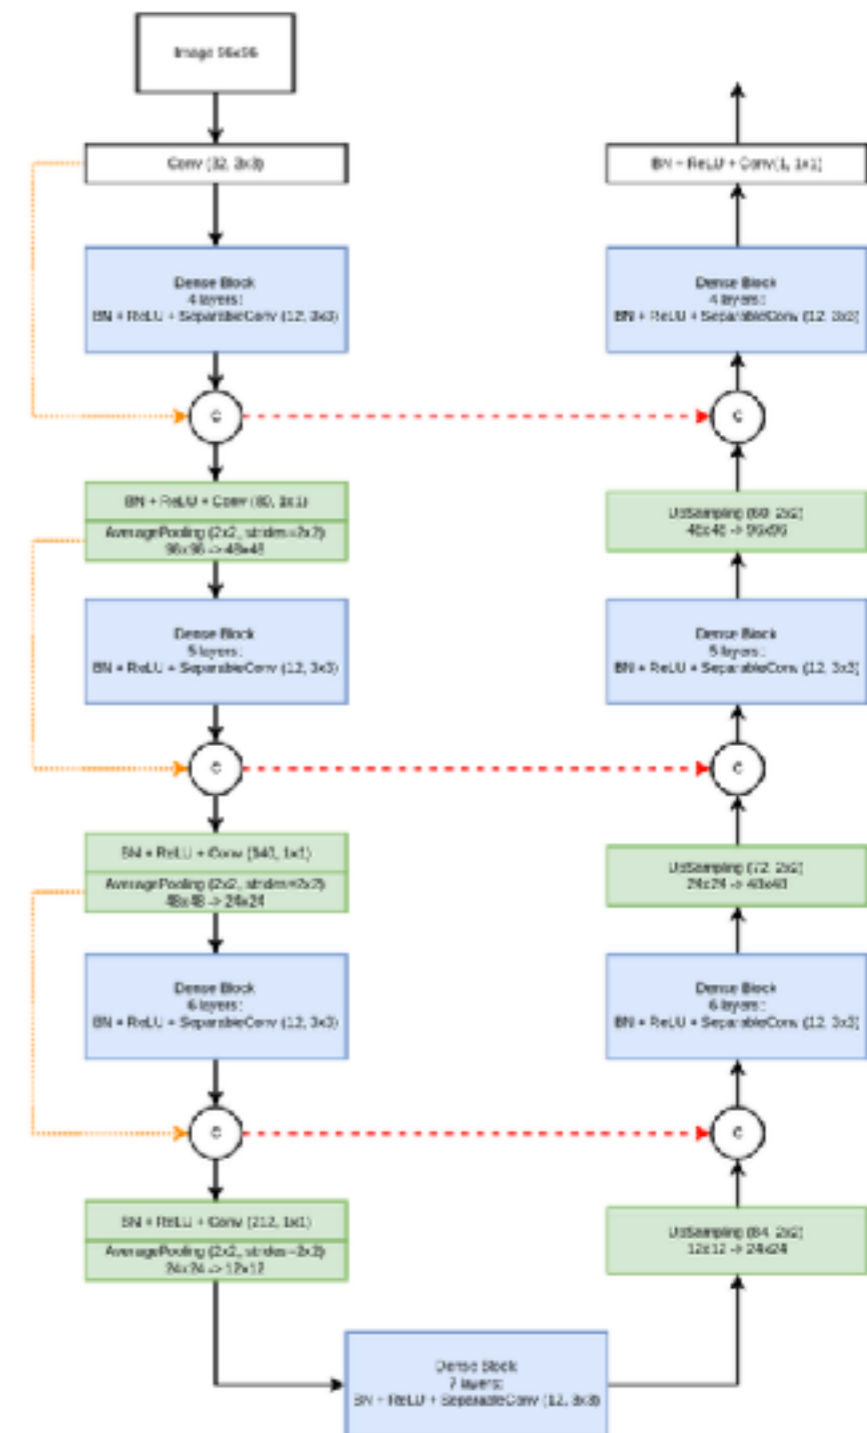 Image 96x96
Conv (32, 3x3)
Dense Block
4 layers:
BN + ReLU + SeparableConv (12, 3x3)
C
BN + ReLU + Conv (80, 1x1)
AveragePooling (2x2, strides=2x2)
96x96 -> 48x48
Dense Block
5 layers:
BN + ReLU + SeparableConv (12, 3x3)
C
BN + ReLU + Conv (140, 1x1)
AveragePooling (2x2, strides=2x2)
48x48 -> 24x24
Dense Block
6 layers:
BN + ReLU + SeparableConv (12, 3x3)
C
BN + ReLU + Conv (212, 1x1)
AveragePooling (2x2, strides=2x2)
24x24 -> 12x12
Dense Block
7 layers:
BN + ReLU + SeparableConv (12, 3x3)
UpSampling (84, 2x2)
12x12 -> 24x24
C
Dense Block
6 layers:
BN + ReLU + SeparableConv (12, 3x3)
UpSampling (72, 2x2)
24x24 -> 48x48
C
Dense Block
5 layers:
BN + ReLU + SeparableConv (12, 3x3)
UpSampling (60, 2x2)
48x48 -> 96x96
C
Dense Block
4 layers:
BN + ReLU + SeparableConv (12, 3x3)
BN + ReLU + Conv(1, 1x1)